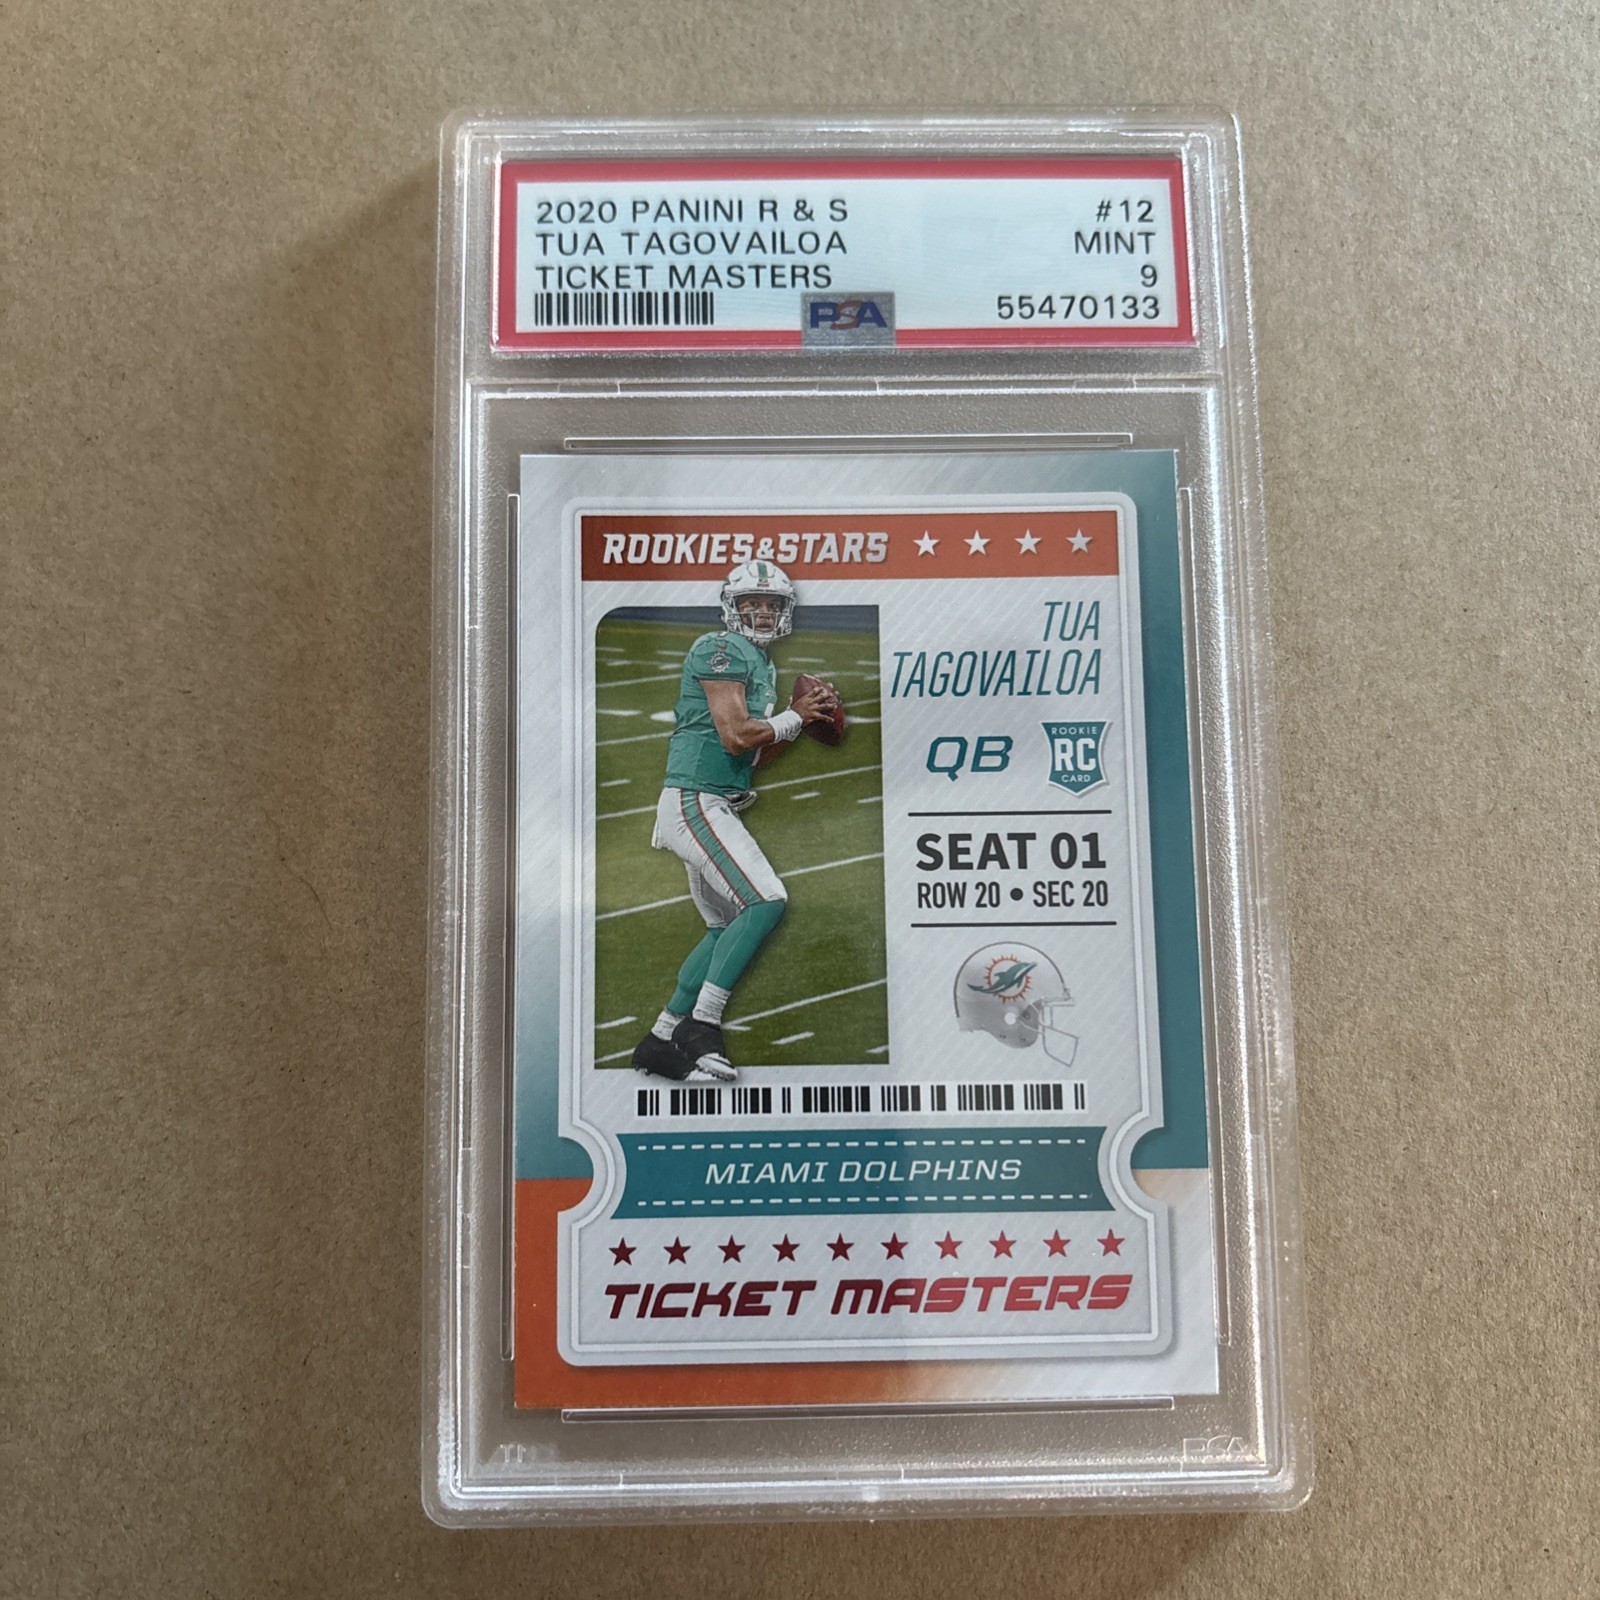 2020 PANINI R & S #12
TUA TAGOVAILOA MINT
TICKET MASTERS 9
PSA 55470133
ROOKIES&STARS
TUA
TAGOVAILOA
QB
ROOKIE
RC
CARD
SEAT 01
ROW 20 • SEC 20
MIAMI DOLPHINS
TICKET MASTERS
PSA